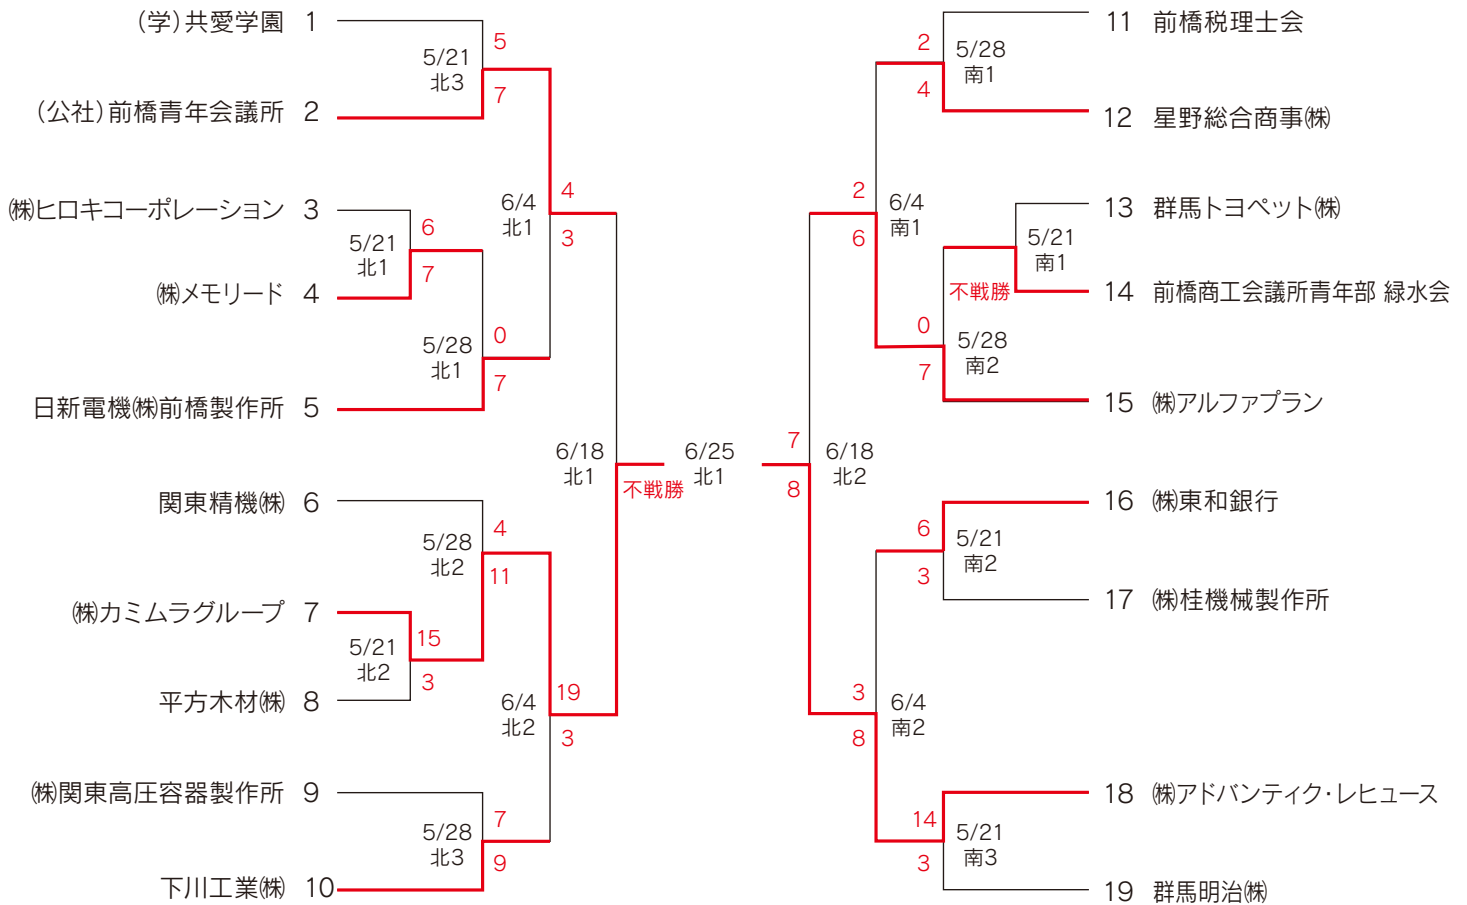 (学)共愛学園 1
5
5/21
北3
7
(公社)前橋青年会議所 2
㈱ヒロキコーポレーション 3
6
5/21
北1
7
㈱メモリード 4
6/4
北1
4
3
0
5/28
北1
7
日新電機㈱前橋製作所 5
6/18
北1
不戦勝
関東精機㈱ 6
4
5/28
北2
11
㈱カミムラグループ 7
15
5/21
北2
3
平方木材㈱ 8
19
6/4
北2
3
㈱関東高圧容器製作所 9
7
5/28
北3
9
下川工業㈱ 10
6/25
北1
11 前橋税理士会
2
5/28
南1
4
12 星野総合商事㈱
2
6/4
南1
6
13 群馬トヨペット㈱
5/21
南1
不戦勝
14 前橋商工会議所青年部 緑水会
0
5/28
南2
7
15 ㈱アルファプラン
7
6/18
北2
8
16 ㈱東和銀行
6
5/21
南2
3
17 ㈱桂機械製作所
3
6/4
南2
8
18 ㈱アドバンティク・レヒュース
14
5/21
南3
3
19 群馬明治㈱